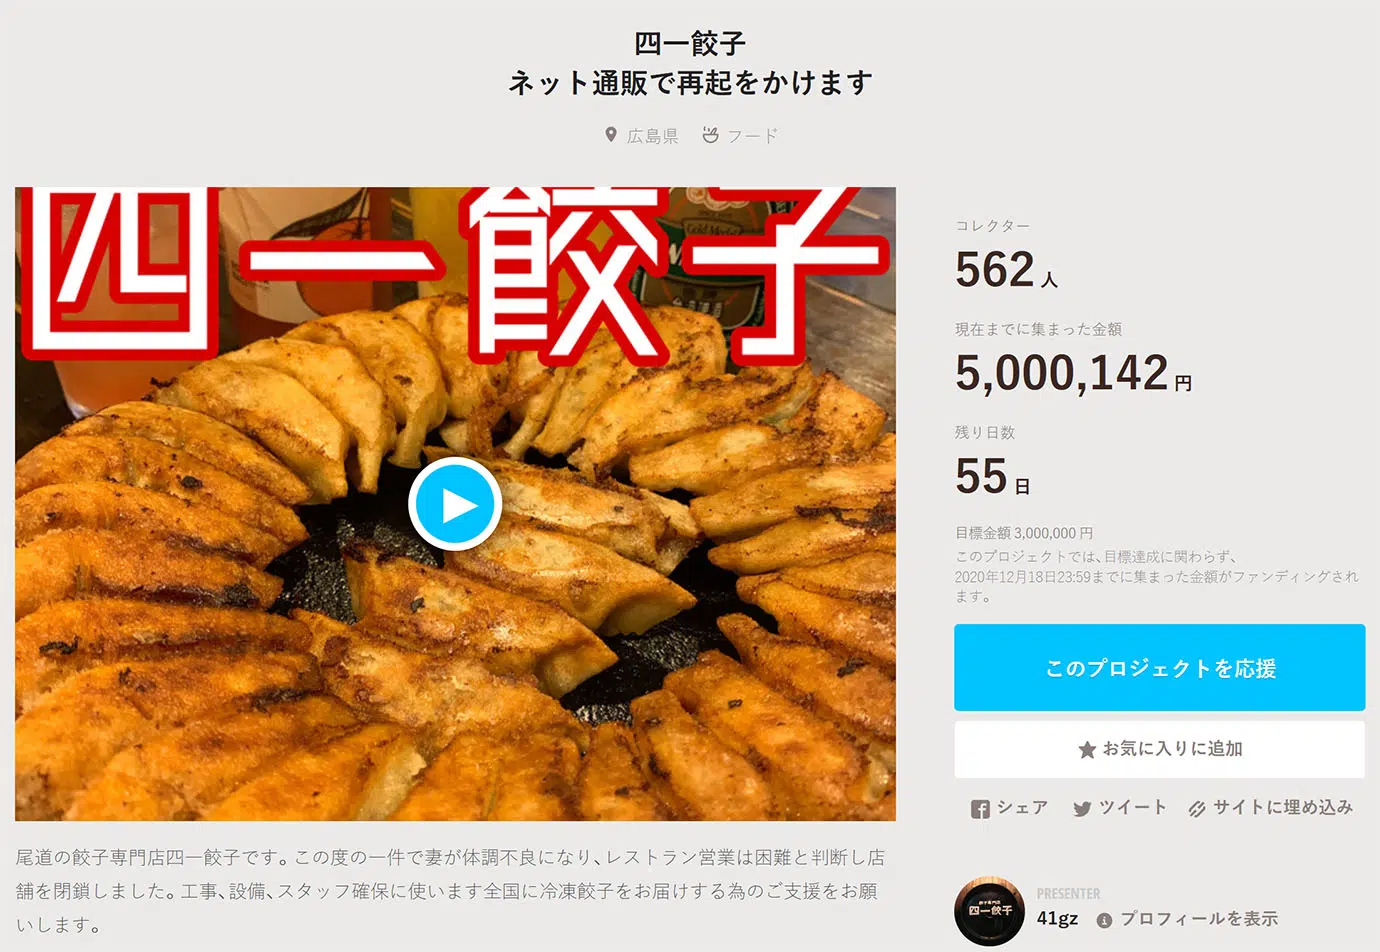 四一餃子
ネット通販で再起をかけます
広島県 フード
四一餃子
コレクター
562人
現在までに集まった金額
5,000,142円
残り日数
55日
目標金額 3,000,000 円
このプロジェクトでは、目標達成に関わらず、
2020年12月18日23:59までに集まった金額がファンディングされ
ます。
このプロジェクトを応援
お気に入りに追加
シェア ツイート サイトに埋め込み
尾道の餃子専門店四一餃子です。この度の一件で妻が体調不良になり、レストラン営業は困難と判断し店
舗を閉鎖しました。工事、設備、スタッフ確保に使います全国に冷凍餃子をお届けする為のご支援をお願
いします。
餃子専門店
四一餃子
PRESENTER
41gz プロフィールを表示